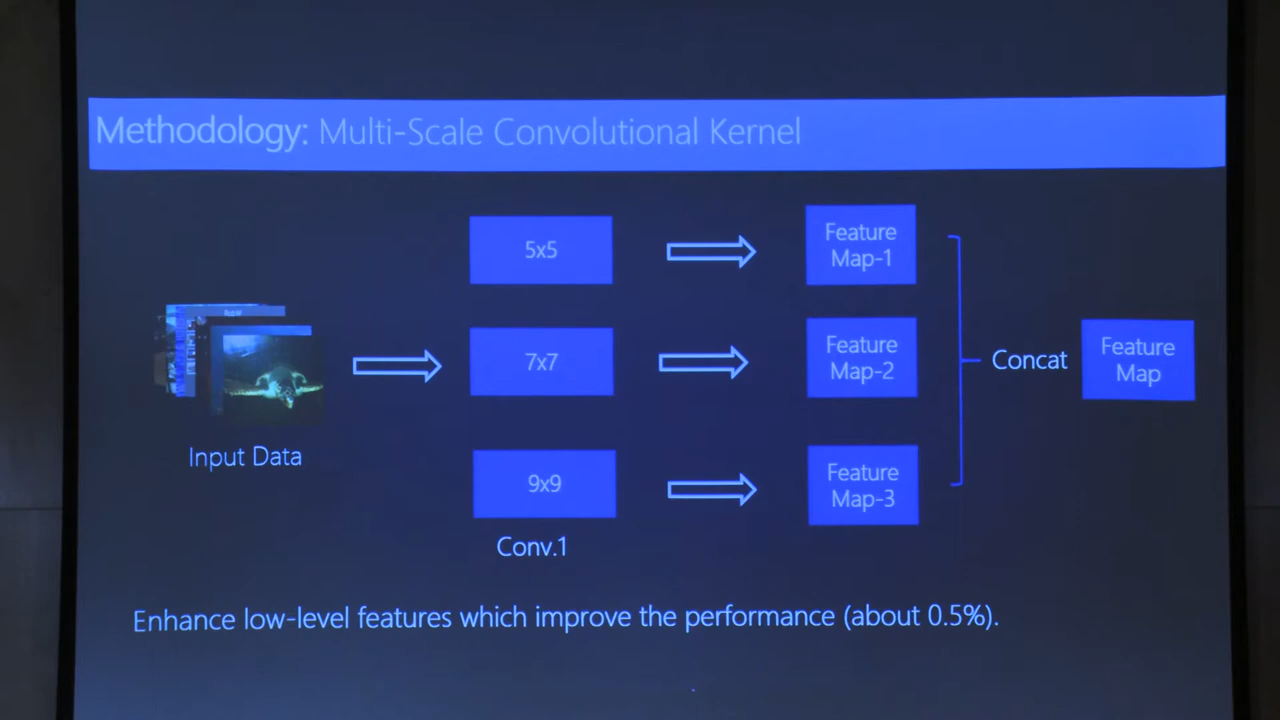 Methodology: Multi-Scale Convolutional Kernel
5x5
Feature
Map-1
7x7
Feature
Map-2
Concat
Feature
Map
Input Data
9x9
Feature
Map-3
Conv.1
Enhance low-level features which improve the performance (about 0.5%).